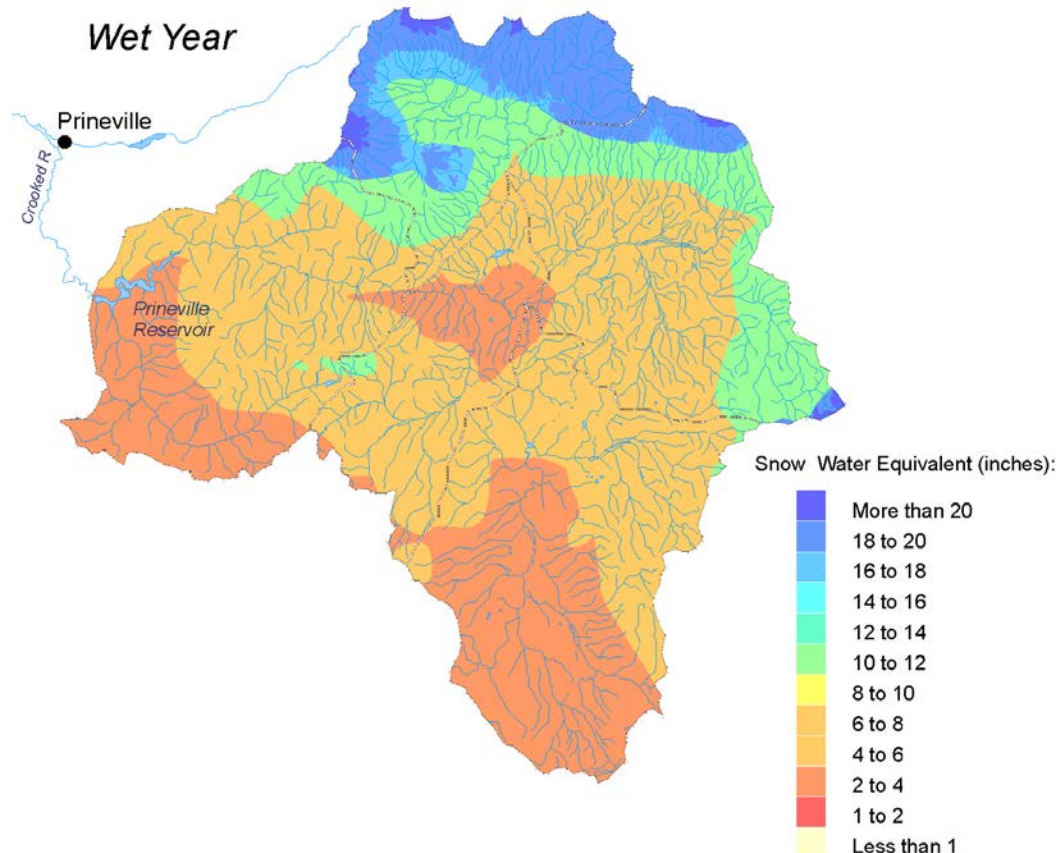 Wet Year
Prineville
Crooked R
Prineville
Reservoir
Snow Water Equivalent (inches):
More than 20
18 to 20
16 to 18
14 to 16
12 to 14
10 to 12
8 to 10
6 to 8
4 to 6
2 to 4
1 to 2
Less than 1